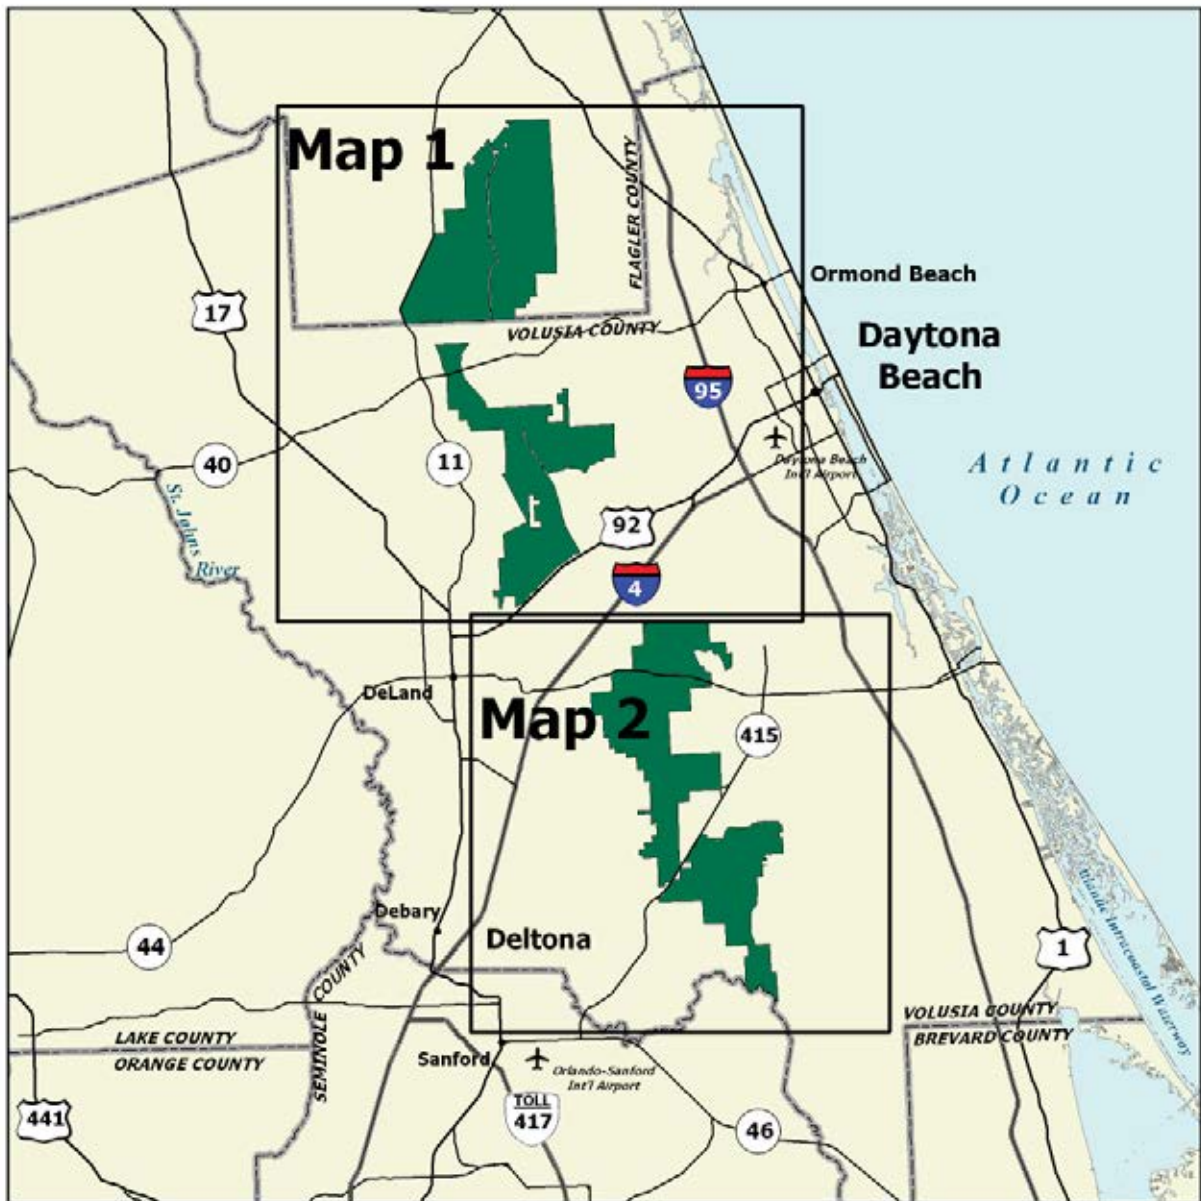 Map 1
FLAGLER COUNTY
Ormond Beach
17
VOLUSIA COUNTY
Daytona
Beach
95
40
11
Daytona Beach
Int'l Airport
Atlantic
Ocean
St. Johns
River
92
4
DeLand
Map 2
415
Debary
Deltona
44
1
Atlantic Intracoastal Waterway
SEMINOLE COUNTY
VOLUSIA COUNTY
BREVARD COUNTY
LAKE COUNTY
ORANGE COUNTY
Sanford
Orlando-Sanford
Int'l Airport
441
TOLL
417
46